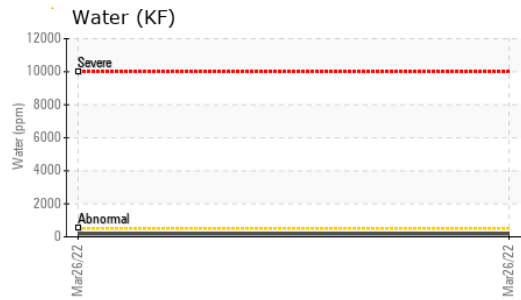 Water (KF)
12000
Severe
10000
8000
Water (ppm)
6000
4000
2000
Abnormal
0
Mar26/22
Mar26/22